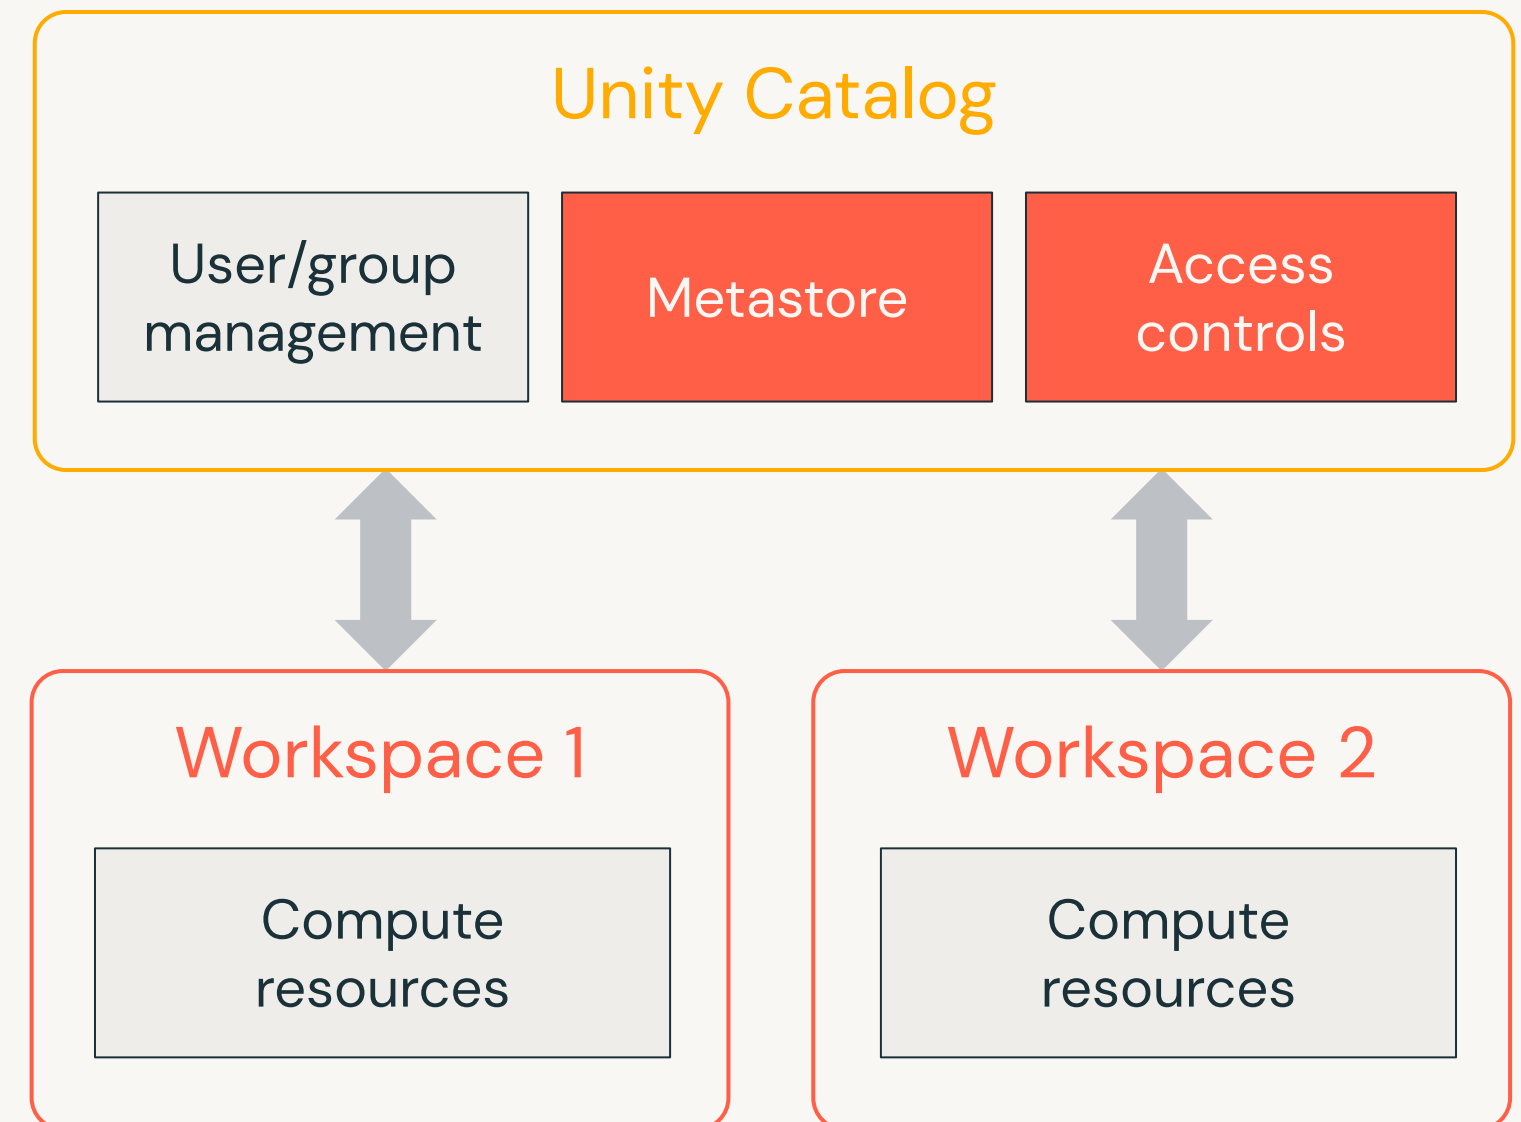 Unity Catalog
User/group
management
Metastore
Access
controls
Workspace 1
Compute
resources
Workspace 2
Compute
resources